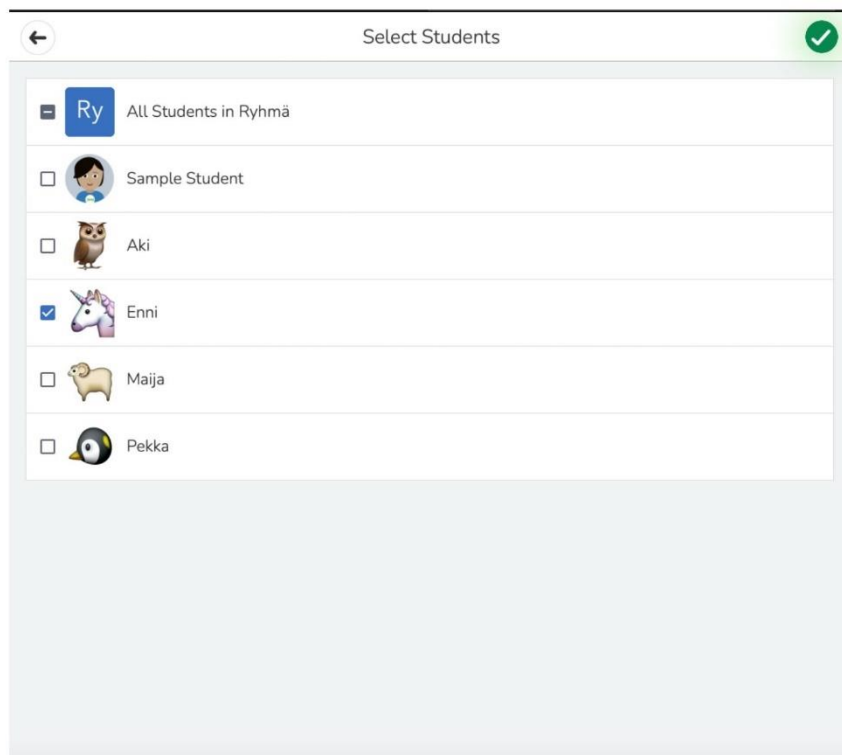 Select Students
Ry All Students in Ryhmä
Sample Student
Aki
Enni
Maija
Pekka